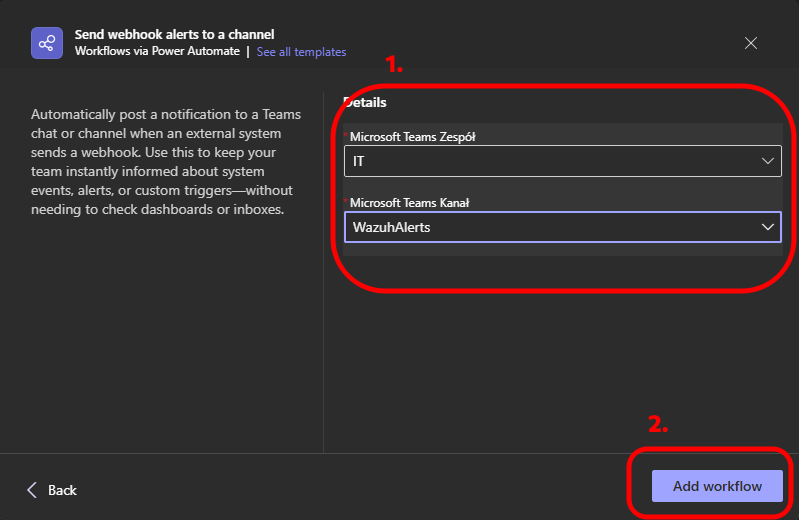 Send webhook alerts to a channel
Workflows via Power Automate | See all templates
1.
Automatically post a notification to a Teams
chat or channel when an external system
sends a webhook. Use this to keep your
team instantly informed about system
events, alerts, or custom triggers—without
needing to check dashboards or inboxes.
Details
* Microsoft Teams Zespół
IT
* Microsoft Teams Kanał
WazuhAlerts
2.
Back
Add workflow